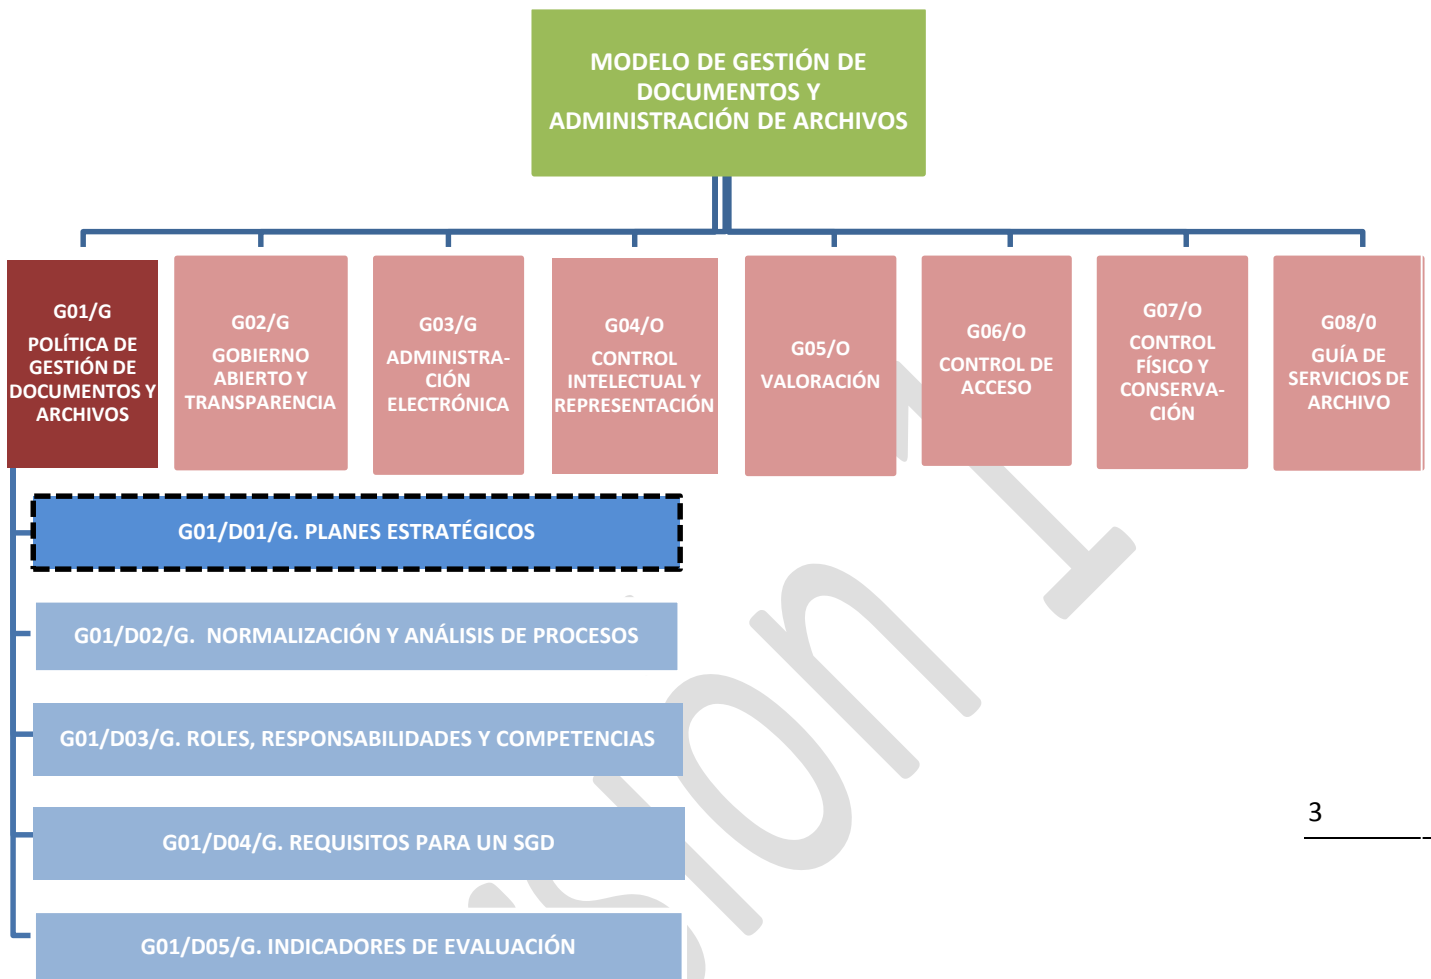 MODELO DE GESTIÓN DE
DOCUMENTOS Y
ADMINISTRACIÓN DE ARCHIVOS
G01/G
POLÍTICA DE
GESTIÓN DE
DOCUMENTOS Y
ARCHIVOS
G02/G
GOBIERNO
ABIERTO Y
TRANSPARENCIA
G03/G
ADMINISTRA-
CIÓN
ELECTRÓNICA
G04/O
CONTROL
INTELECTUAL Y
REPRESENTACIÓN
G05/O
VALORACIÓN
G06/O
CONTROL DE
ACCESO
G07/O
CONTROL
FÍSICO Y
CONSERVA-
CIÓN
G08/0
GUÍA DE
SERVICIOS DE
ARCHIVO
G01/D01/G. PLANES ESTRATÉGICOS
G01/D02/G.  NORMALIZACIÓN Y ANÁLISIS DE PROCESOS
G01/D03/G. ROLES, RESPONSABILIDADES Y COMPETENCIAS
G01/D04/G. REQUISITOS PARA UN SGD
G01/D05/G. INDICADORES DE EVALUACIÓN
3